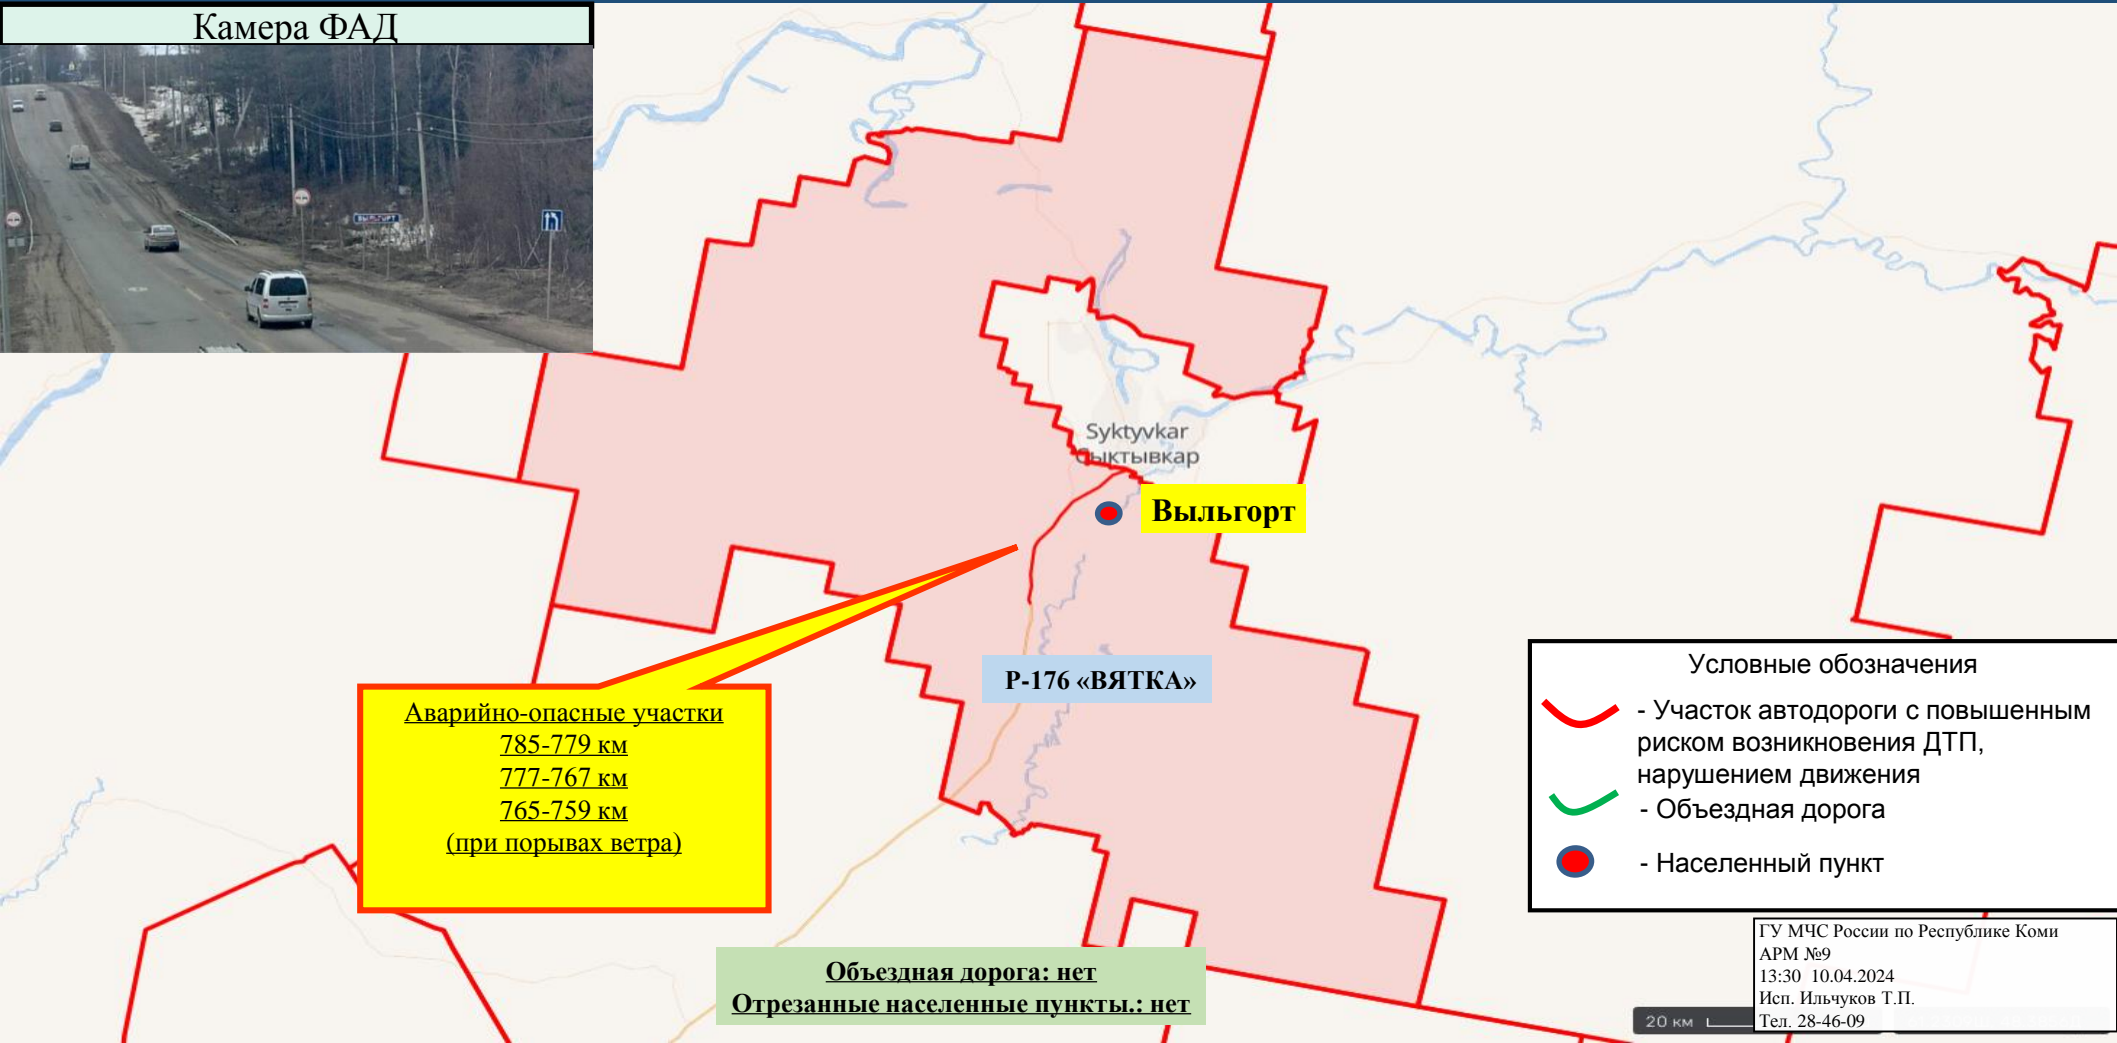 Камера ФАД
ВЫЛЬГОРТ
Syktyvkar
Сыктывкар
Выльгорт
Р-176 «ВЯТКА»
Аварийно-опасные участки
785-779 км
777-767 км
765-759 км
(при порывах ветра)
Условные обозначения
- Участок автодороги с повышенным
риском возникновения ДТП,
нарушением движения
- Объездная дорога
- Населенный пункт
Объездная дорога: нет
Отрезанные населенные пункты.: нет
ГУ МЧС России по Республике Коми
АРМ №9
13:30 10.04.2024
Исп. Ильчуков Т.П.
Тел. 28-46-09
20 км